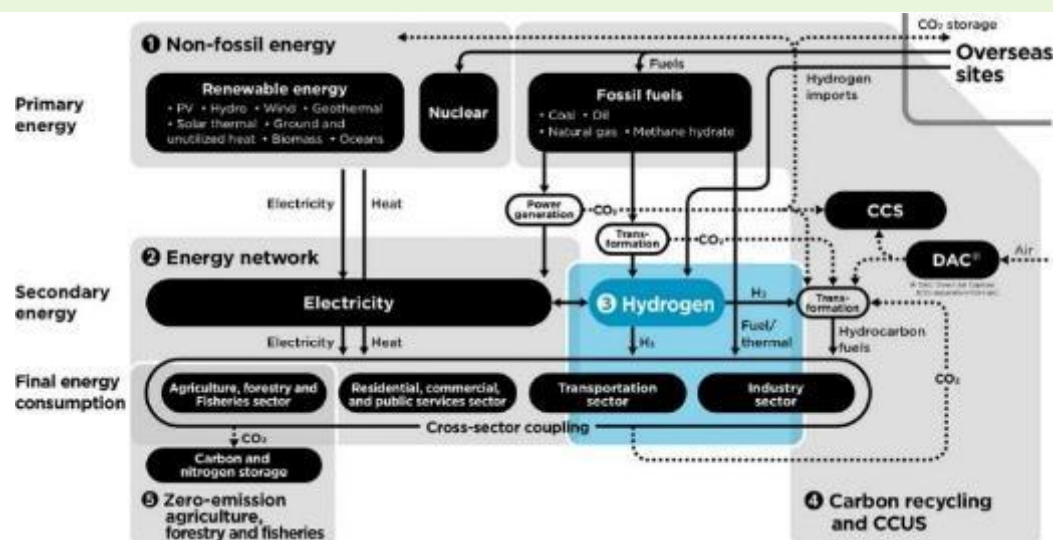 CO₂ storage
❶ Non-fossil energy
Overseas
sites
Fuels
Hydrogen
imports
Primary
energy
Renewable energy
• PV • Hydro • Wind • Geothermal
• Solar thermal • Ground and
unutilized heat • Biomass • Oceans
Nuclear
Fossil fuels
• Coal • Oil
• Natural gas • Methane hydrate
Electricity
Heat
Power
generation
CO₂
CCS
Trans-
formation
CO₂
DAC
Air
❷ Energy network
Secondary
energy
Electricity
❸ Hydrogen
H₂
Trans-
formation
Electricity
Heat
H₂
Fuel/
thermal
Hydrocarbon
fuels
Final energy
consumption
Agriculture, forestry and
Fisheries sector
Residential, commercial,
and public services sector
Transportation
sector
Industry
sector
CO₂
Cross-sector coupling
CO₂
Carbon and
nitrogen storage
❺ Zero-emission
agriculture,
forestry and fisheries
❹ Carbon recycling
and CCUS